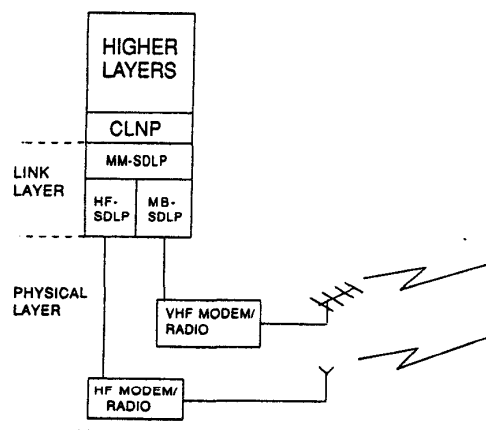 HIGHER
LAYERS
CLNP
MM-SDLP
LINK
LAYER
HF-
SDLP
MB-
SDLP
PHYSICAL
LAYER
VHF MODEM/
RADIO
HF MODEM/
RADIO